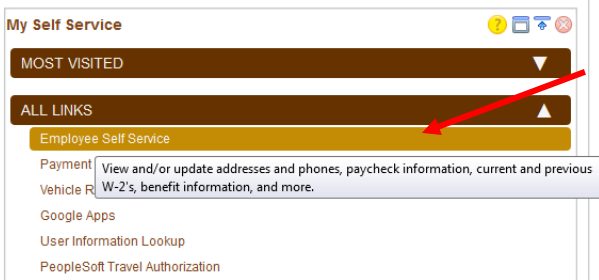 My Self Service
?
MOST VISITED
ALL LINKS
Employee Self Service
Payment
View and/or update addresses and phones, paycheck information, current and previous
W-2's, benefit information, and more.
Vehicle R
Google Apps
User Information Lookup
PeopleSoft Travel Authorization